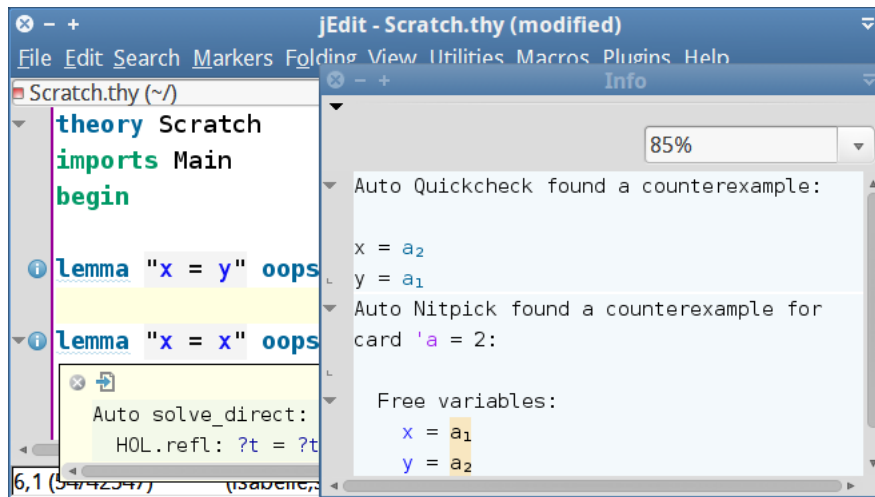 jEdit - Scratch.thy (modified)
File Edit Search Markers Folding View Utilities Macros Plugins Help
Scratch.thy (~/)
theory Scratch
imports Main
begin
lemma "x = y" oops
lemma "x = x" oops
Auto solve_direct:
HOL.refl: ?t = ?t
6,1 (54/42547)
Info
85%
Auto Quickcheck found a counterexample:
x = a₂
y = a₁
Auto Nitpick found a counterexample for
card 'a = 2:
Free variables:
x = a₁
y = a₂